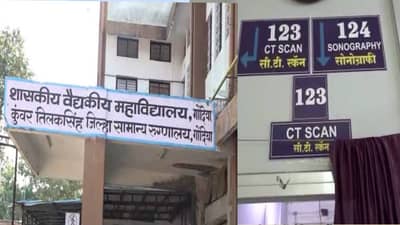 शासकीय वैद्यकीय महाविद्यालय, गोंदिया
कुंवर तिलकसिंह जिल्हा सामान्य रुग्णालय, गोंदिया
123
CT SCAN
सी.टी. स्कॅन
124
SONOGRAPHY
सोनोग्राफी
123
CT SCAN
सी.टी. स्कॅन